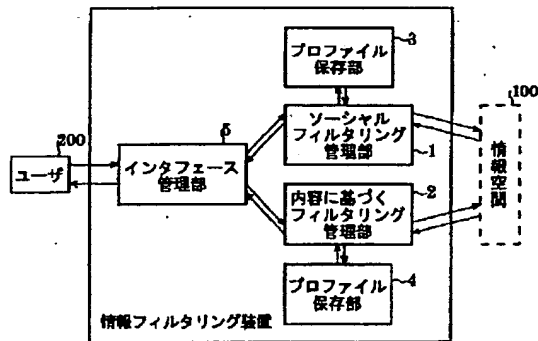 プロファイル
保存部
3
100
ソーシャル
フィルタリング
管理部
1
5
200
ユーザ
インタフェース
管理部
情報空間
内容に基づく
フィルタリング
管理部
2
プロファイル
保存部
4
情報フィルタリング装置